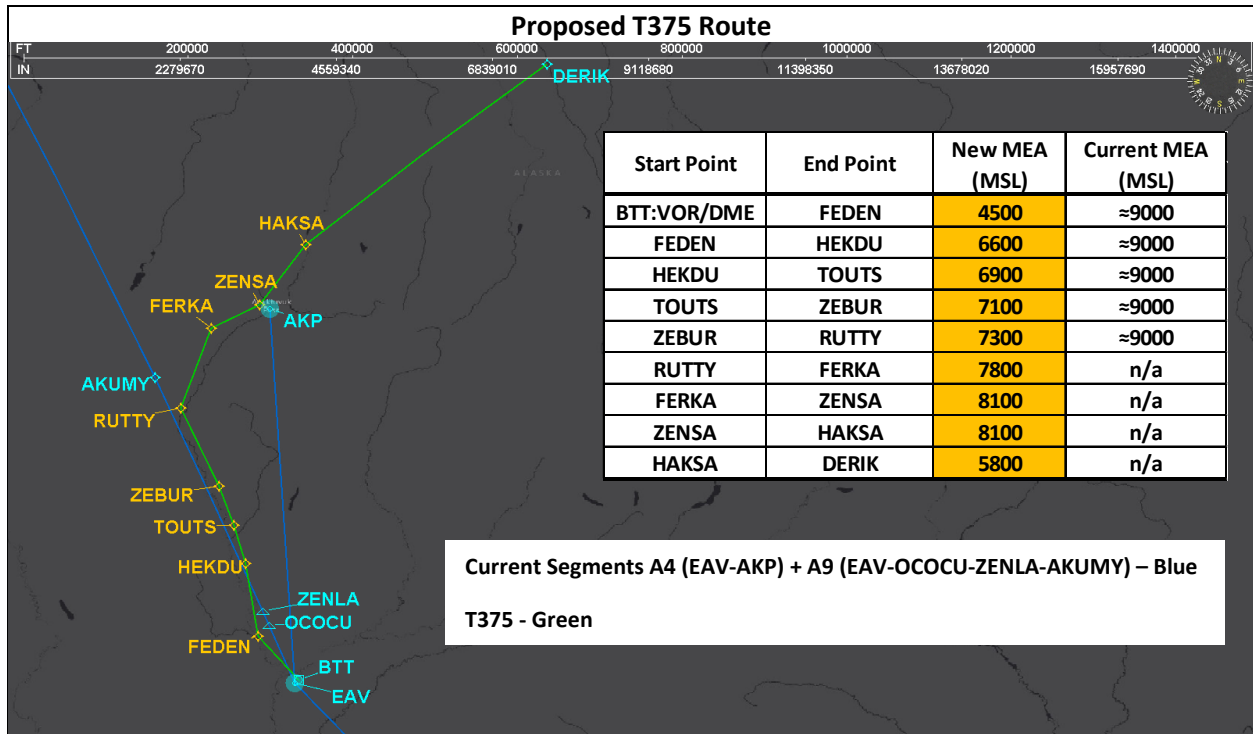 Proposed T375 Route
FT 200000 400000 600000 800000 1000000 1200000 1400000
IN 2279670 4559340 6839010 9118680 11398350 13678020 15957690
DERIK
ALASKA
Start Point End Point New MEA (MSL) Current MEA (MSL)
BTT:VOR/DME FEDEN 4500 ≈9000
FEDEN HEKDU 6600 ≈9000
HEKDU TOUTS 6900 ≈9000
TOUTS ZEBUR 7100 ≈9000
ZEBUR RUTTY 7300 ≈9000
RUTTY FERKA 7800 n/a
FERKA ZENSA 8100 n/a
ZENSA HAKSA 8100 n/a
HAKSA DERIK 5800 n/a
HAKSA
ZENSA
FERKA
AKP
AKUMY
RUTTY
ZEBUR
TOUTS
HEKDU
ZENLA
OCOCU
FEDEN
BTT
EAV
Current Segments A4 (EAV-AKP) + A9 (EAV-OCOCU-ZENLA-AKUMY) – Blue
T375 - Green